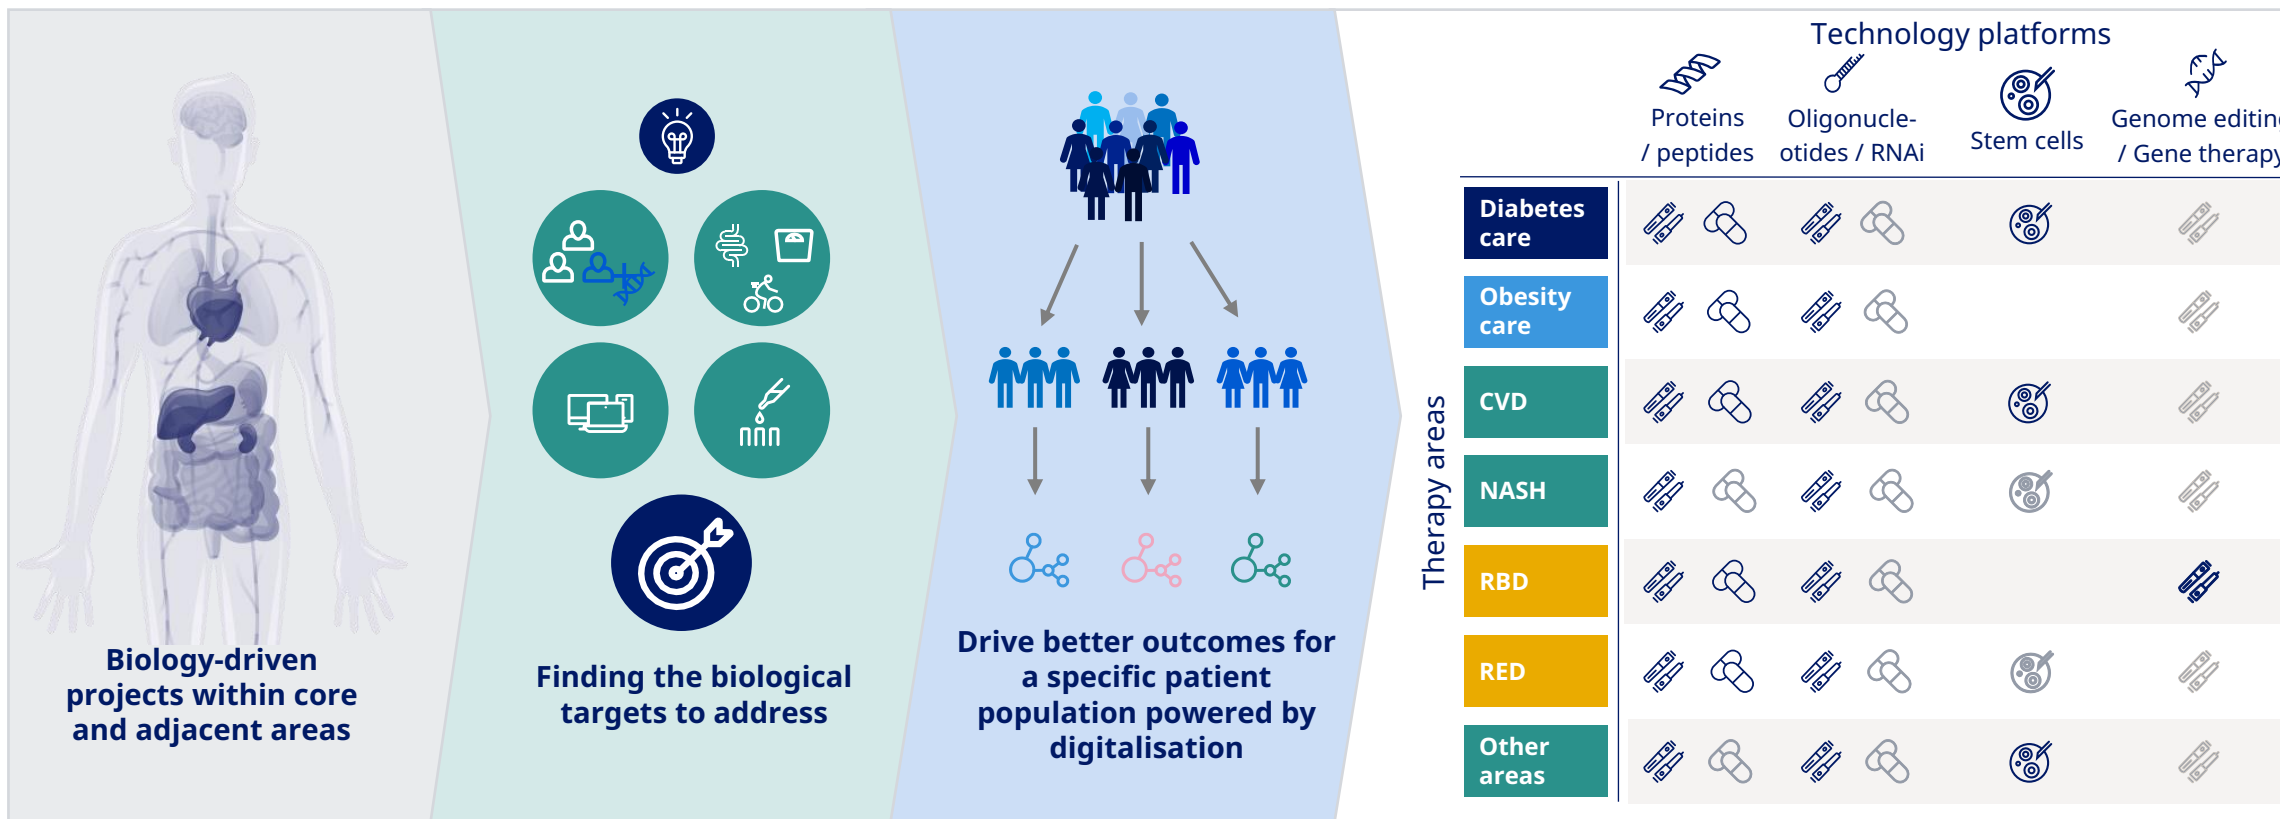 Biology-driven
projects within core
and adjacent areas
Finding the biological
targets to address
Drive better outcomes for
a specific patient
population powered by
digitalisation
Technology platforms
Proteins
/ peptides
Oligonucle-
otides / RNAi
Stem cells
Genome editing
/ Gene therapy
Therapy areas
Diabetes
care
Obesity
care
CVD
NASH
RBD
RED
Other
areas